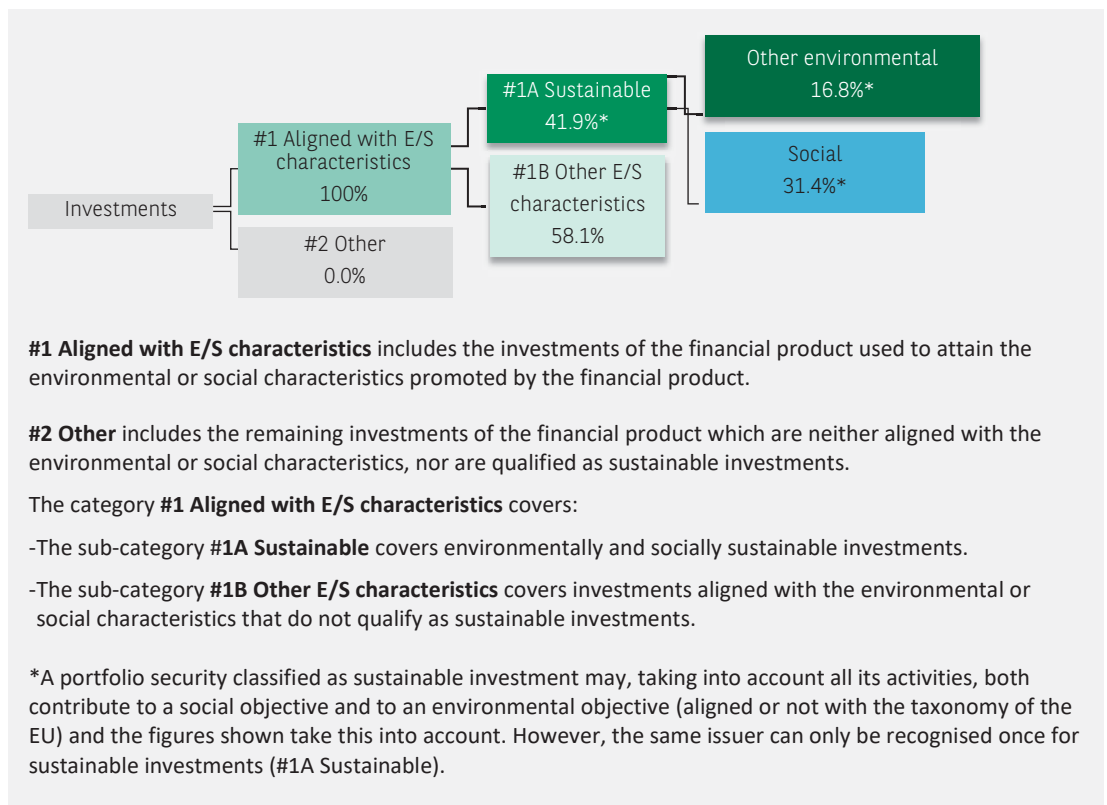 Other environmental
16.8%*
#1A Sustainable
41.9%*
#1 Aligned with E/S
characteristics
100%
Social
31.4%*
#1B Other E/S
characteristics
58.1%
Investments
#2 Other
0.0%
#1 Aligned with E/S characteristics includes the investments of the financial product used to attain the
environmental or social characteristics promoted by the financial product.
#2 Other includes the remaining investments of the financial product which are neither aligned with the
environmental or social characteristics, nor are qualified as sustainable investments.
The category #1 Aligned with E/S characteristics covers:
-The sub-category #1A Sustainable covers environmentally and socially sustainable investments.
-The sub-category #1B Other E/S characteristics covers investments aligned with the environmental or
social characteristics that do not qualify as sustainable investments.
*A portfolio security classified as sustainable investment may, taking into account all its activities, both
contribute to a social objective and to an environmental objective (aligned or not with the taxonomy of the
EU) and the figures shown take this into account. However, the same issuer can only be recognised once for
sustainable investments (#1A Sustainable).